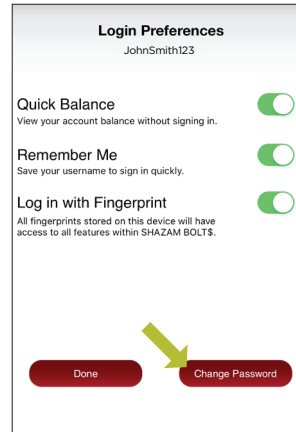 Login Preferences
JohnSmith123
Quick Balance
View your account balance without signing in.
Remember Me
Save your username to sign in quickly.
Log in with Fingerprint
All fingerprints stored on this device will have
access to all features within SHAZAM BOLT$.
Done
Change Password